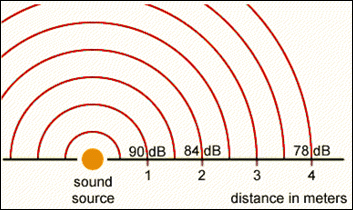 90 dB 84 dB 78 dB
1 2 3 4
sound
source
distance in meters